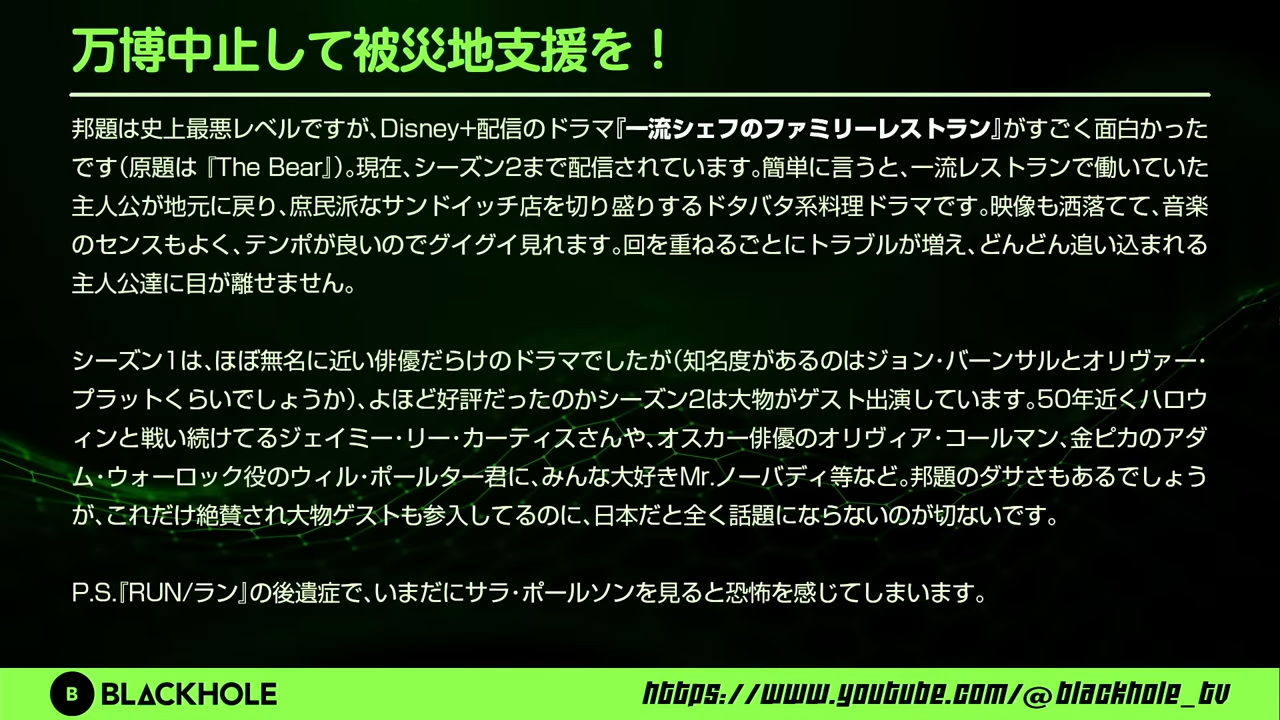 万博中止して被災地支援を！
邦題は史上最悪レベルですが、Disney+配信のドラマ『一流シェフのファミリーレストラン』がすごく面白かった
です（原題は『The Bear』）。現在、シーズン2まで配信されています。簡単に言うと、一流レストランで働いていた
主人公が地元に戻り、庶民派なサンドイッチ店を切り盛りするドタバタ系料理ドラマです。映像も洒落てて、音楽
のセンスもよく、テンポが良いのでグイグイ見れます。回を重ねるごとにトラブルが増え、どんどん追い込まれる
主人公達に目が離せません。
シーズン1は、ほぼ無名に近い俳優だらけのドラマでしたが（知名度があるのはジョン・バーンサルとオリヴァー・
プラットくらいでしょうか）、よほど好評だったのかシーズン2は大物がゲスト出演しています。50年近くハロウ
ィンと戦い続けてるジェイミー・リー・カーティスさんや、オスカー俳優のオリヴィア・コールマン、金ピカのアダ
ム・ウォーロック役のウィル・ポールター君に、みんな大好きMr.ノーバディ等など。邦題のダサさもあるでしょう
が、これだけ絶賛され大物ゲストも参入してるのに、日本だと全く話題にならないのが切ないです。
P.S.『RUN/ラン』の後遺症で、いまだにサラ・ポールソンを見ると恐怖を感じてしまいます。
B BLACKHOLE
https://www.youtube.com/@blackhole_tv